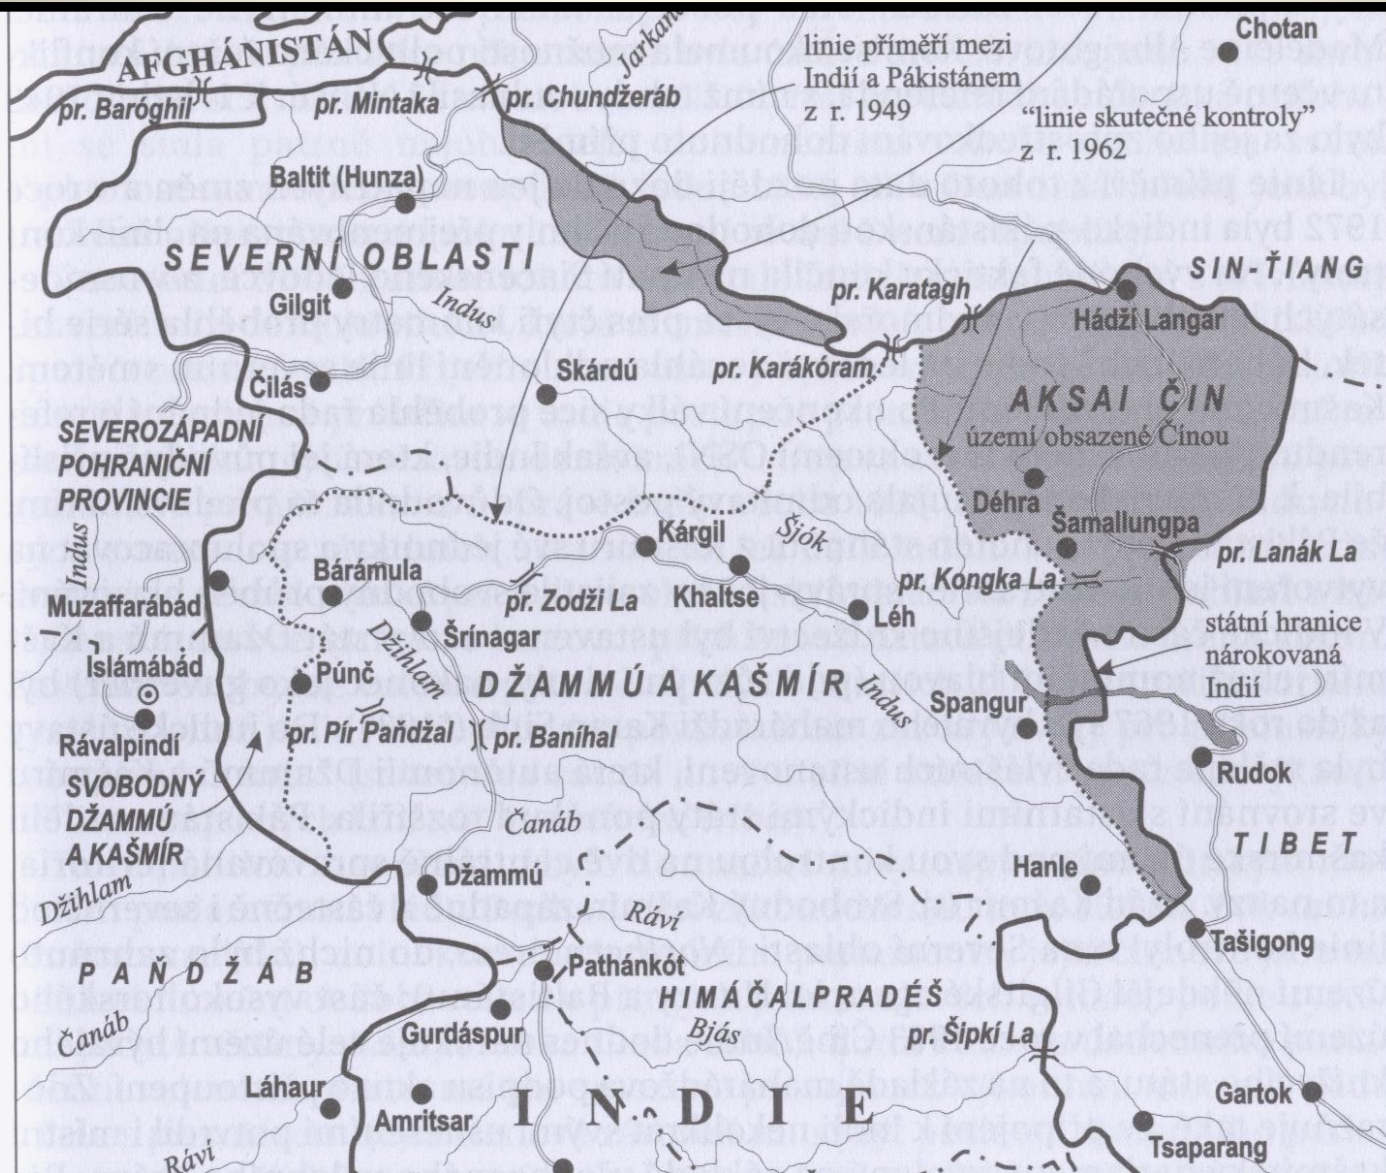 AFGHÁNISTÁN
pr. Baroghil
pr. Mintaka
pr. Chundžeráb
Jarkand
linie příměří mezi
Indií a Pákistánem
z r. 1949
Chotan
“linie skutečné kontroly”
z r. 1962
Baltit (Hunza)
SEVERNÍ OBLASTI
Gilgit
Indus
pr. Karatagh
SIN-ŤIANG
Hádží Langar
Čilás
Skárdú
pr. Karákóram
AKSAI ČIN
území obsazené Čínou
SEVEROZÁPADNÍ
POHRANIČNÍ
PROVINCIE
Indus
Kárgil
Šjók
Déhra
Šamallungpa
pr. Lanák La
Muzaffarábád
Bárámula
pr. Zodží La
Khaltse
pr. Kongka La
Léh
Šrínagar
Džihlam
státní hranice
nárokovaná
Indií
Islámábád
Púnč
DŽAMMÚ A KAŠMÍR
Indus
Spangur
Rávalpindí
pr. Pír Paňdžal
pr. Baníhal
Rudok
SVOBODNÝ
DŽAMMÚ
A KAŠMÍR
Canáb
TIBET
Džihlam
Džammú
Hanle
Rávi
Tašigong
PAŇDŽÁB
Pathánkót
HIMÁČALPRADÉŠ
Canáb
Gurdáspur
Bjás
pr. Šipkí La
Láhaur
Amritsar
INDIE
Gartok
Rávi
Tsaparang